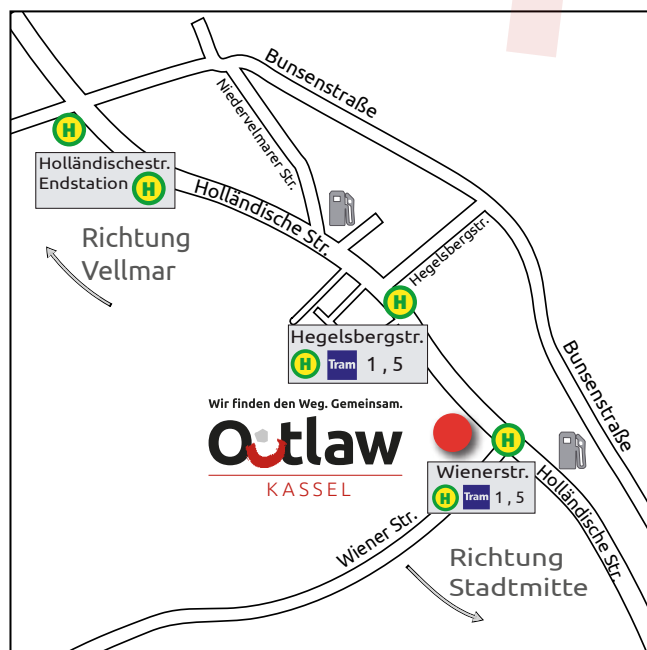 Bunsenstraße
Niedervelmarer Str.
H
Holländischestr.
Endstation H
Holländische Str.
Richtung
Vellmar
Hegelsbergstr.
H
Hegelsbergstr.
H Tram 1 , 5
Bunsenstraße
Wir finden den Weg. Gemeinsam.
Outlaw
KASSEL
H
Wienerstr.
H Tram 1 , 5
Holländische Str.
Wiener Str.
Richtung
Stadtmitte